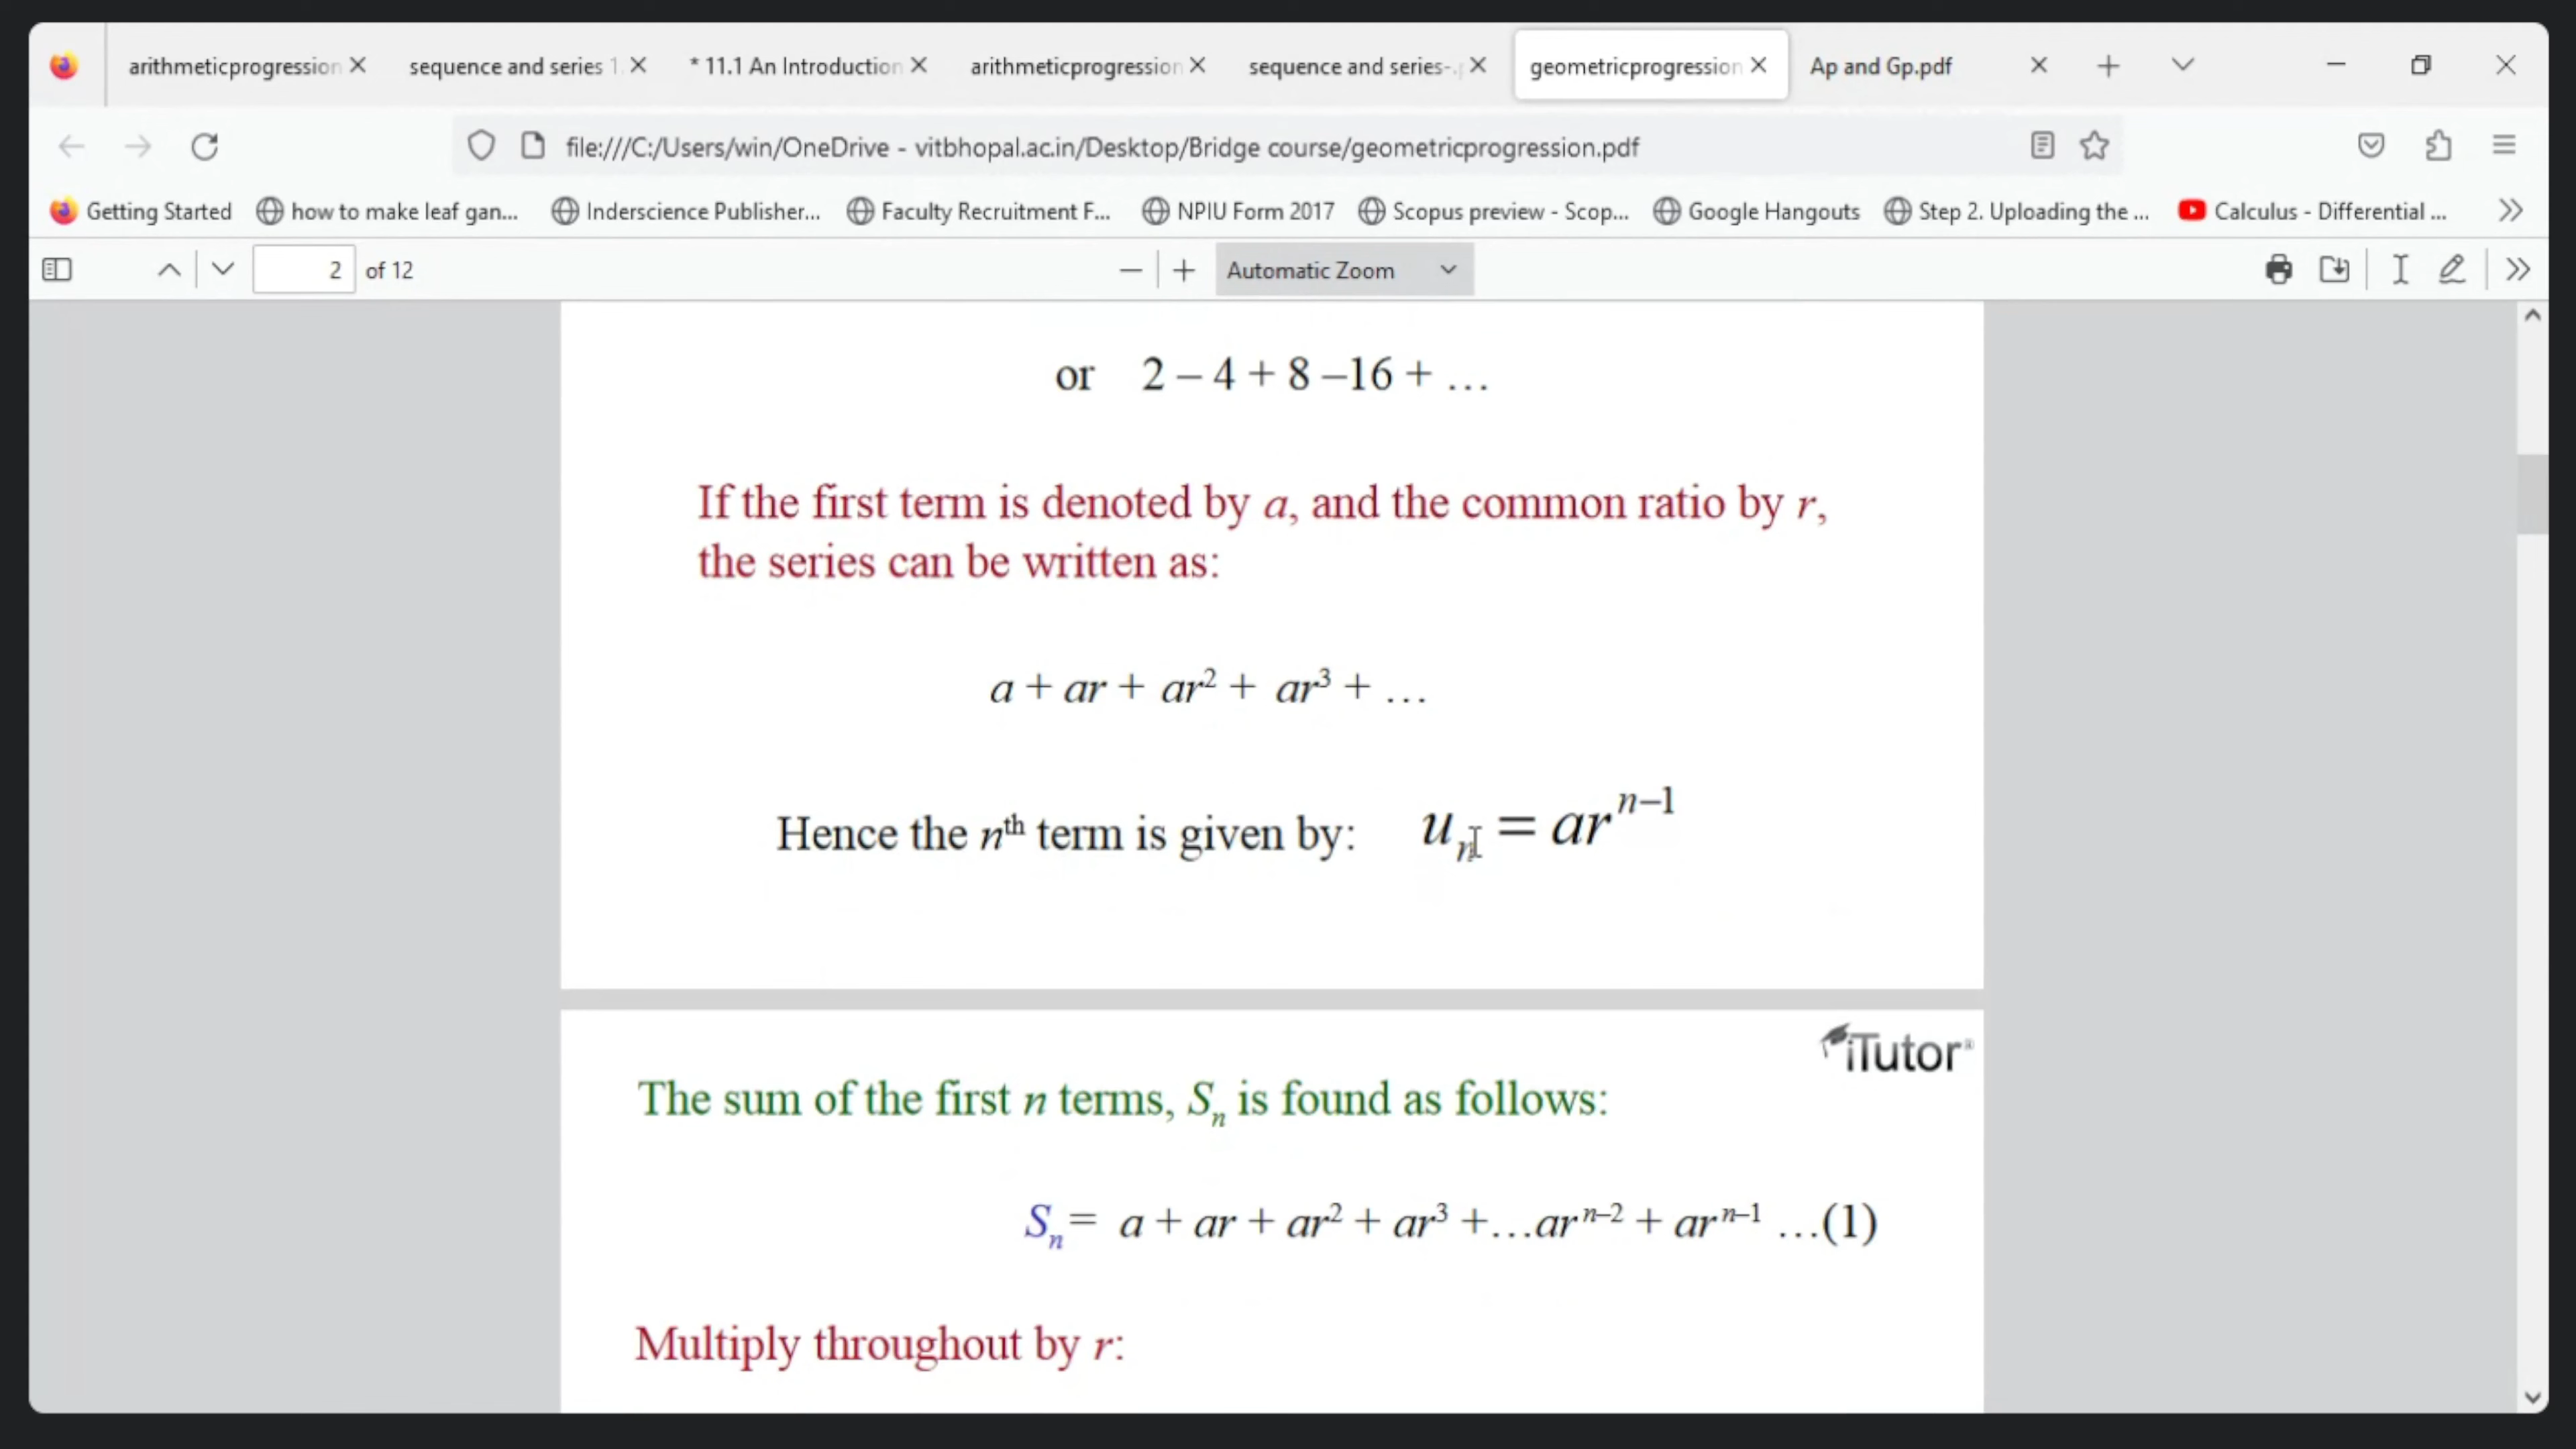 arithmeticprogression
sequence and series 1.
* 11.1 An Introduction
arithmeticprogression
sequence and series-.p
geometricprogression
Ap and Gp.pdf
file:///C:/Users/win/OneDrive - vitbhopal.ac.in/Desktop/Bridge course/geometricprogression.pdf
Getting Started
how to make leaf gan...
Inderscience Publisher...
Faculty Recruitment F...
NPIU Form 2017
Scopus preview - Scop...
Google Hangouts
Step 2. Uploading the ...
Calculus - Differential ...
2 of 12
Automatic Zoom
or 2 – 4 + 8 –16 + …
If the first term is denoted by a, and the common ratio by r,
the series can be written as:
a + ar + ar² + ar³ + …
Hence the nᵗʰ term is given by: uₙ = arⁿ⁻¹
iTutor®
The sum of the first n terms, Sₙ is found as follows:
Sₙ = a + ar + ar² + ar³ +…arⁿ⁻² + arⁿ⁻¹ …(1)
Multiply throughout by r: